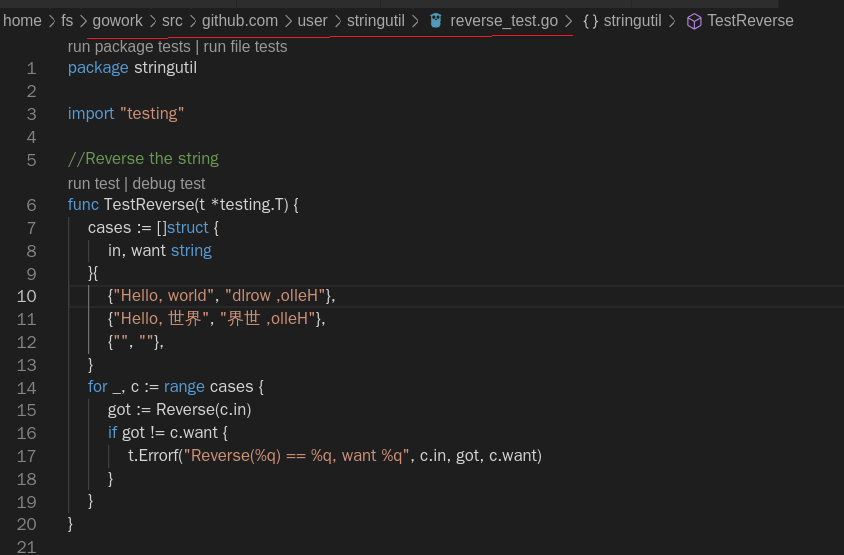 home > fs > gowork > src > github.com > user > stringutil > reverse_test.go > {} stringutil > TestReverse
run package tests | run file tests
1 package stringutil
2
3 import "testing"
4
5 //Reverse the string
run test | debug test
6 func TestReverse(t *testing.T) {
7 cases := []struct {
8 in, want string
9 }{
10 {"Hello, world", "dlrow ,olleH"},
11 {"Hello, 世界", "界世 ,olleH"},
12 {"", ""},
13 }
14 for _, c := range cases {
15 got := Reverse(c.in)
16 if got != c.want {
17 t.Errorf("Reverse(%q) == %q, want %q", c.in, got, c.want)
18 }
19 }
20 }
21